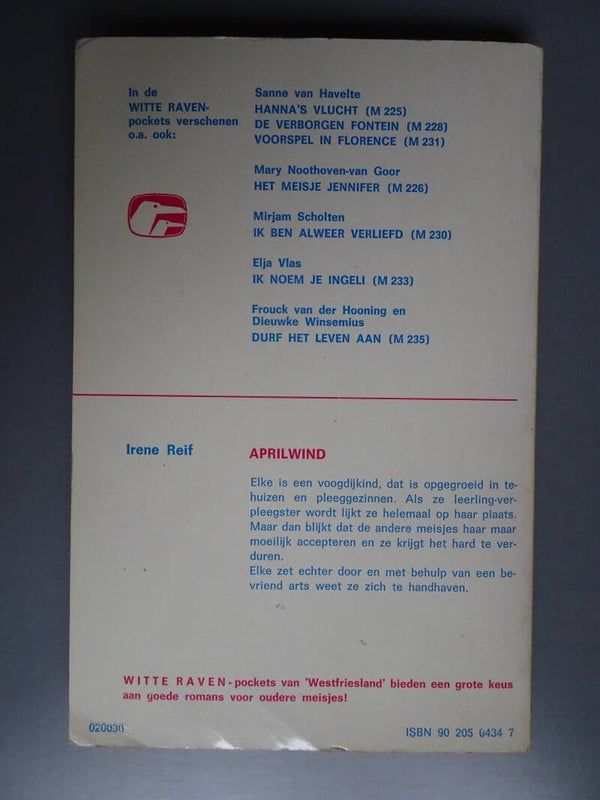 In de
WITTE RAVEN-
pockets verschenen
o.a. ook:
Sanne van Havelte
HANNA'S VLUCHT (M 225)
DE VERBORGEN FONTEIN (M 228)
VOORSPEL IN FLORENCE (M 231)
Mary Noothoven-van Goor
HET MEISJE JENNIFER (M 226)
Mirjam Scholten
IK BEN ALWEER VERLIEFD (M 230)
Elja Vlas
IK NOEM JE INGELI (M 233)
Frouck van der Hooning en
Dieuwke Winsemius
DURF HET LEVEN AAN (M 235)
Irene Reif
APRILWIND
Elke is een voogdijkind, dat is opgegroeid in te-
huizen en pleeggezinnen. Als ze leerling-ver-
pleegster wordt lijkt ze helemaal op haar plaats.
Maar dan blijkt dat de andere meisjes haar maar
moeilijk accepteren en ze krijgt het hard te ver-
duren.
Elke zet echter door en met behulp van een be-
vriend arts weet ze zich te handhaven.
WITTE RAVEN-pockets van 'Westfriesland' bieden een grote keus
aan goede romans voor oudere meisjes!
020030
ISBN 90 205 0434 7